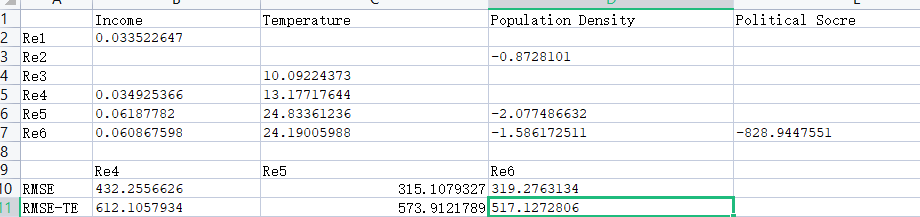 A B C D E
1 Income Temperature Population Density Political Socre
2 Re1 0.033522647
3 Re2 -0.8728101
4 Re3 10.09224373
5 Re4 0.034925366 13.17717644
6 Re5 0.06187782 24.83361236 -2.077486632
7 Re6 0.060867598 24.19005988 -1.586172511 -828.9447551
8
9 Re4 Re5 Re6
10 RMSE 432.2556626 315.1079327 319.2763134
11 RMSE-TE 612.1057934 573.9121789 517.1272806